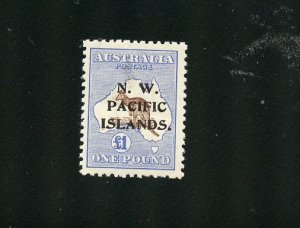 AUSTRALIA
POSTAGE
N. W.
PACIFIC
ISLANDS.
£1
ONE POUND